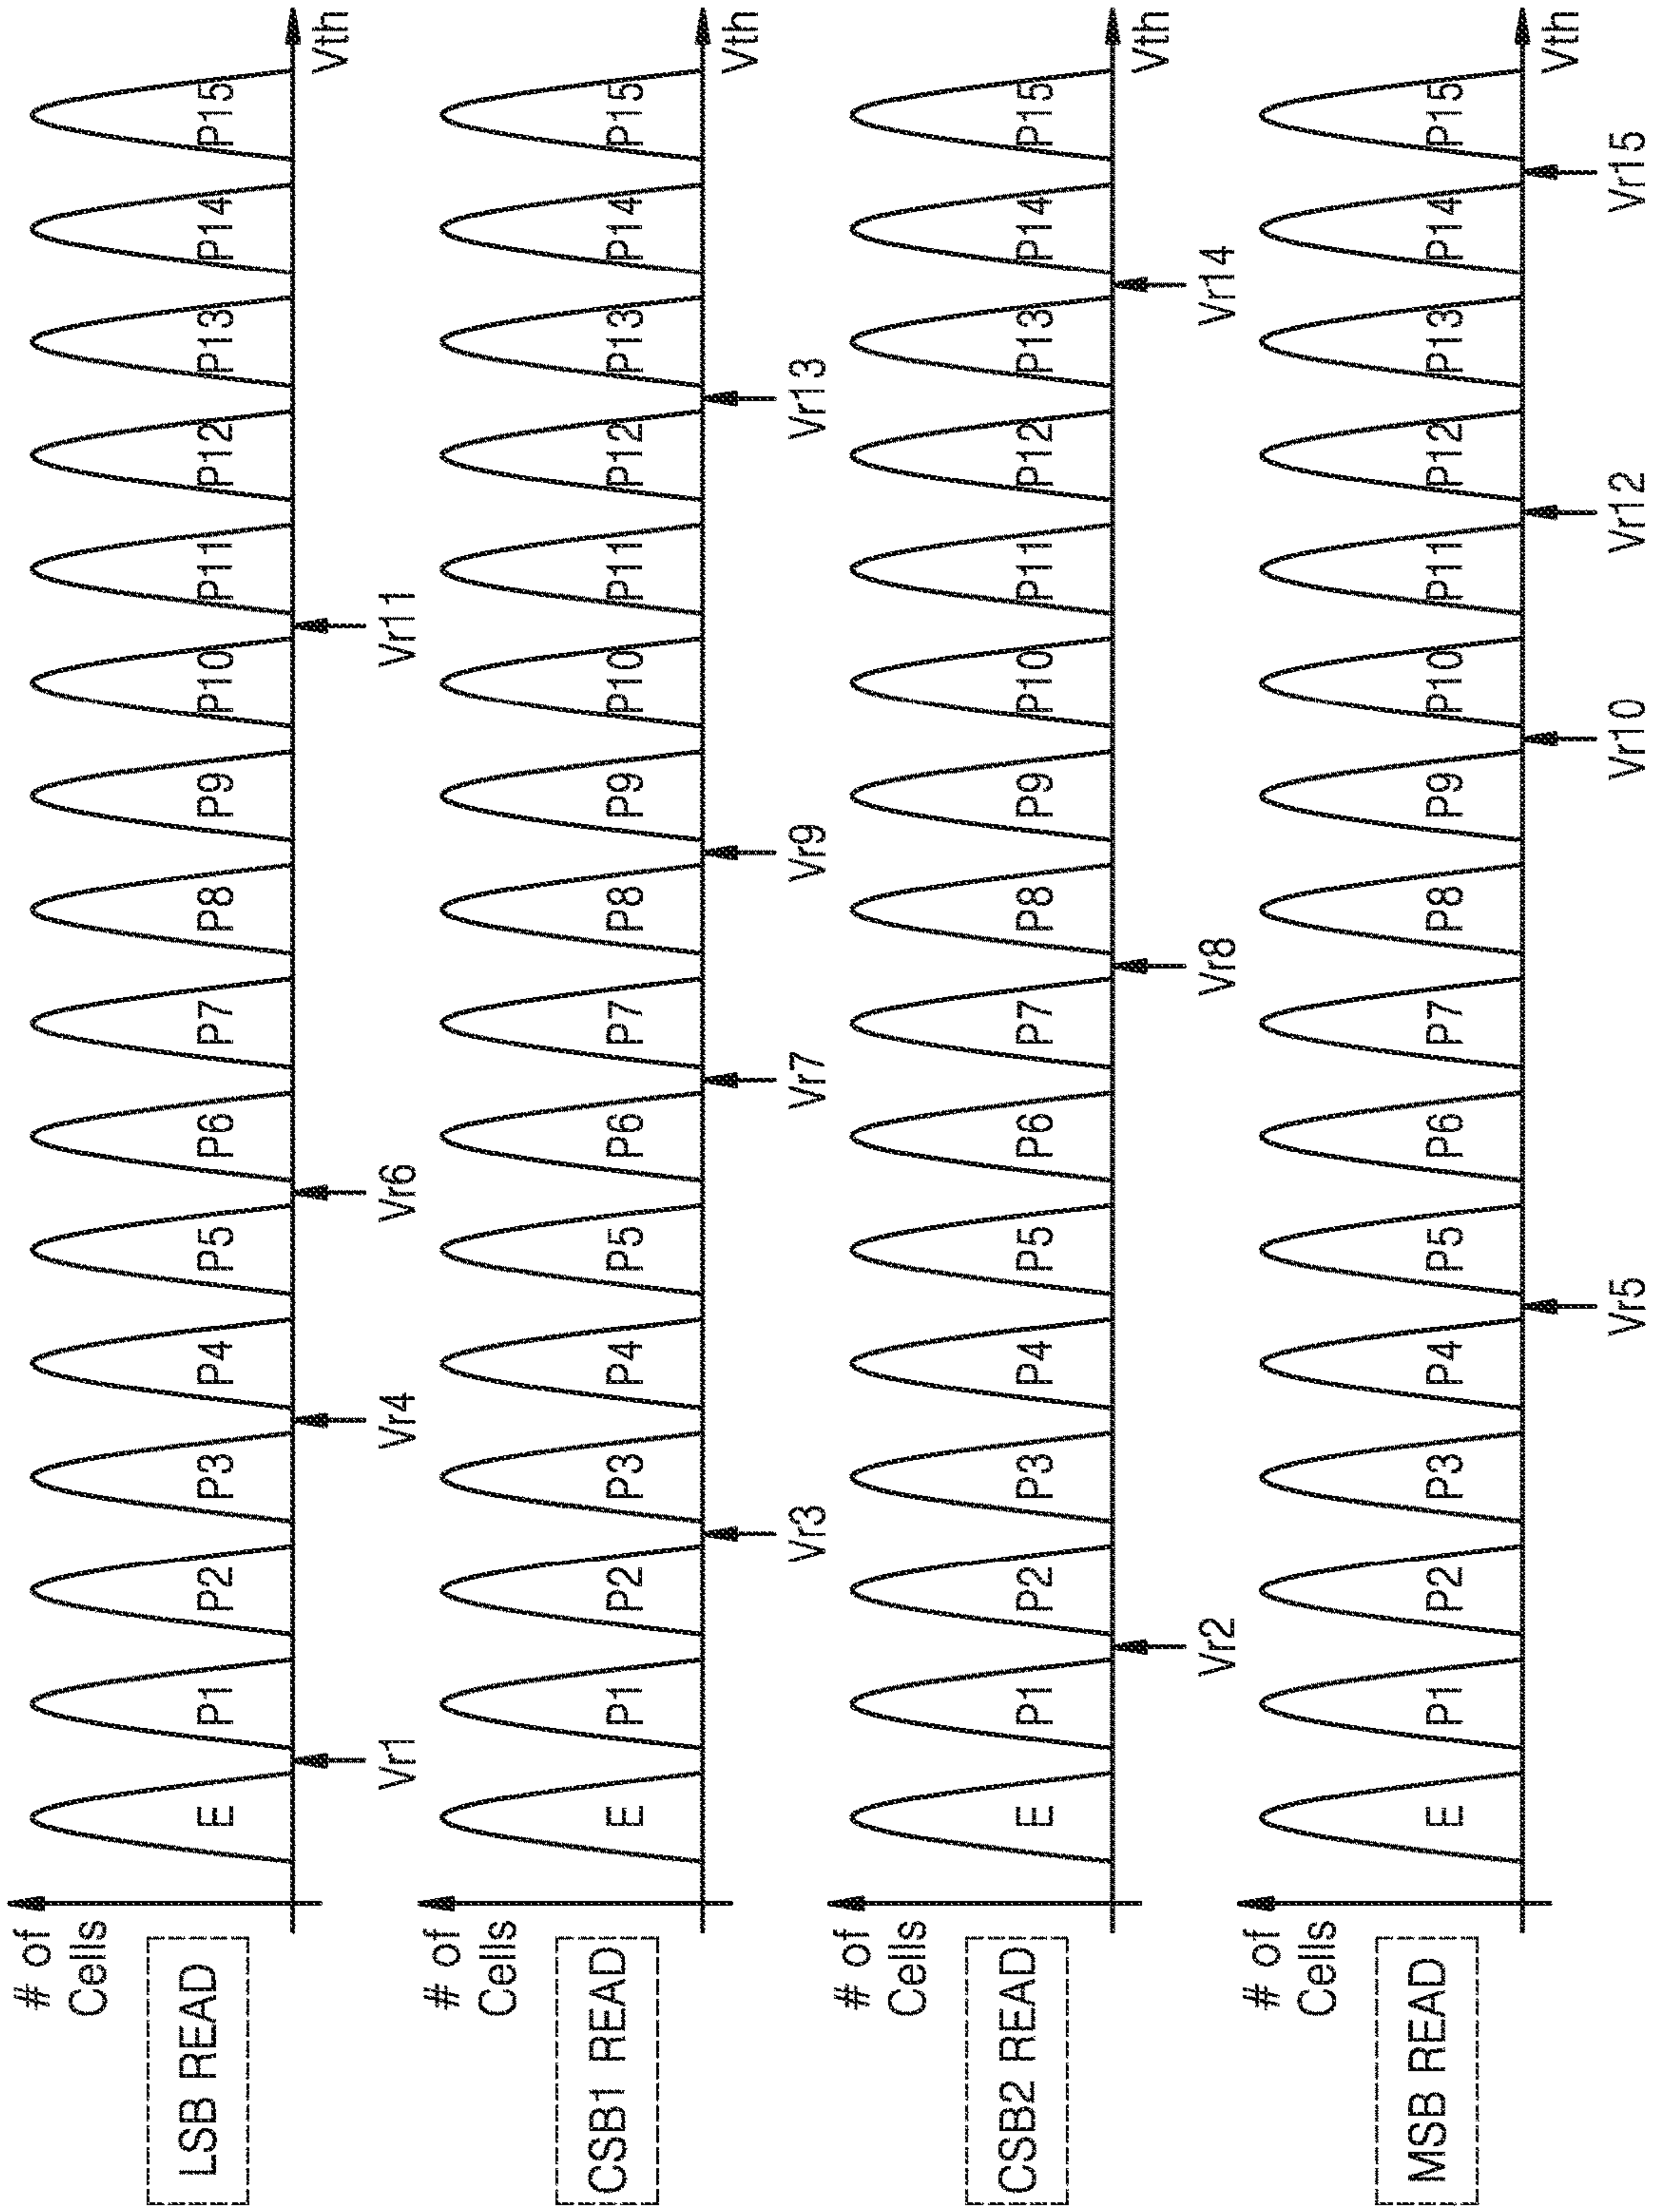 # of
Cells
LSB READ
E P1 P2 P3 P4 P5 P6 P7 P8 P9 P10 P11 P12 P13 P14 P15
Vth
Vr1 Vr4 Vr6 Vr11
# of
Cells
CSB1 READ
E P1 P2 P3 P4 P5 P6 P7 P8 P9 P10 P11 P12 P13 P14 P15
Vth
Vr3 Vr7 Vr9 Vr13
# of
Cells
CSB2 READ
E P1 P2 P3 P4 P5 P6 P7 P8 P9 P10 P11 P12 P13 P14 P15
Vth
Vr2 Vr8 Vr14
# of
Cells
MSB READ
E P1 P2 P3 P4 P5 P6 P7 P8 P9 P10 P11 P12 P13 P14 P15
Vth
Vr5 Vr10 Vr12 Vr15